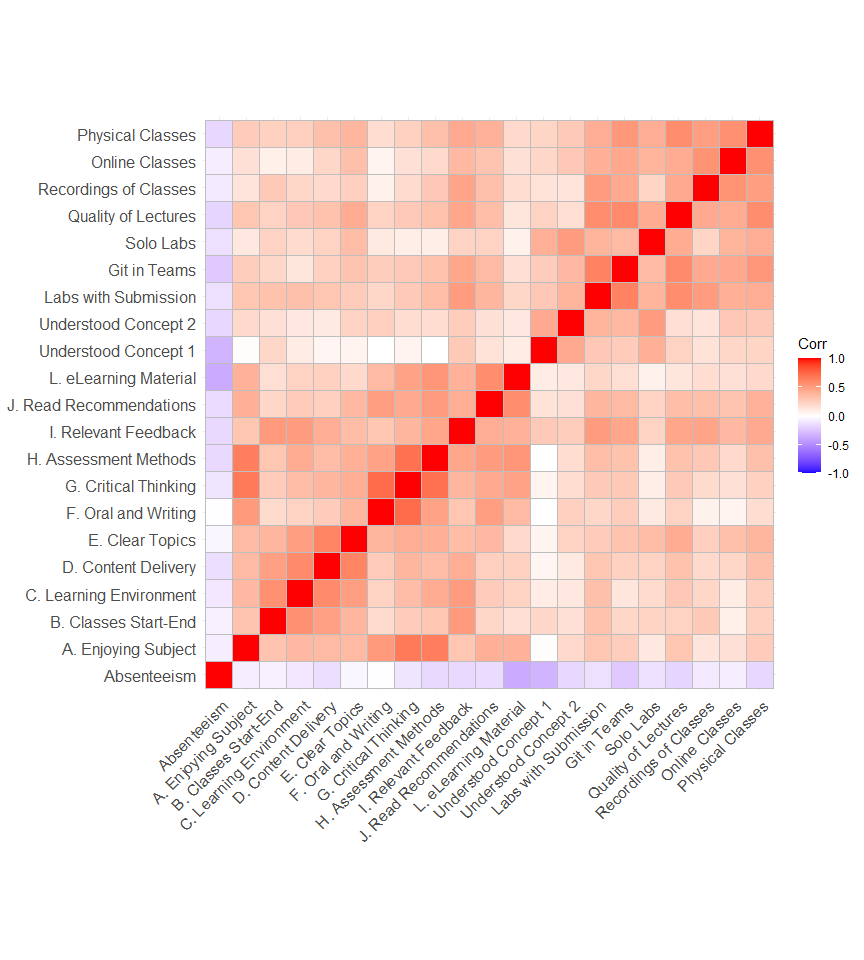 Physical Classes
Online Classes
Recordings of Classes
Quality of Lectures
Solo Labs
Git in Teams
Labs with Submission
Understood Concept 2
Understood Concept 1
L. eLearning Material
J. Read Recommendations
I. Relevant Feedback
H. Assessment Methods
G. Critical Thinking
F. Oral and Writing
E. Clear Topics
D. Content Delivery
C. Learning Environment
B. Classes Start-End
A. Enjoying Subject
Absenteeism
Absenteeism
A. Enjoying Subject
B. Classes Start-End
C. Learning Environment
D. Content Delivery
E. Clear Topics
F. Oral and Writing
G. Critical Thinking
H. Assessment Methods
I. Relevant Feedback
J. Read Recommendations
L. eLearning Material
Understood Concept 1
Understood Concept 2
Labs with Submission
Git in Teams
Solo Labs
Quality of Lectures
Recordings of Classes
Online Classes
Physical Classes
Corr
1.0
0.5
0.0
-0.5
-1.0